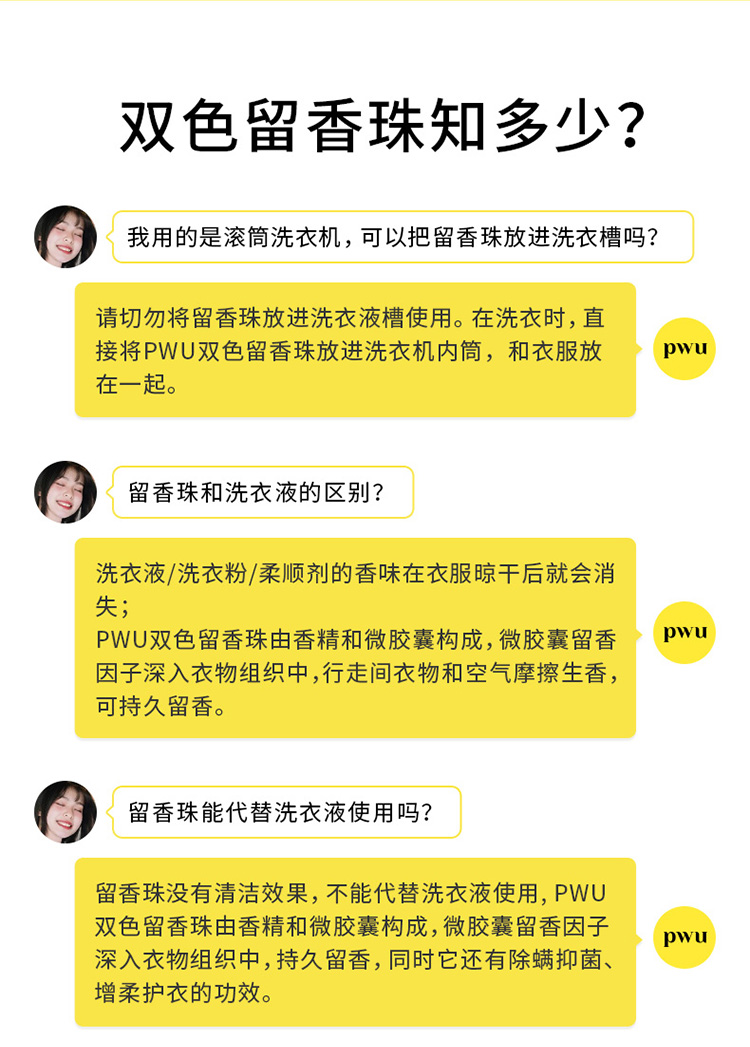 双色留香珠知多少？
我用的是滚筒洗衣机，可以把留香珠放进洗衣槽吗？
请切勿将留香珠放进洗衣液槽使用。在洗衣时，直
接将PWU双色留香珠放进洗衣机内筒，和衣服放
在一起。
pwu
留香珠和洗衣液的区别？
洗衣液/洗衣粉/柔顺剂的香味在衣服晾干后就会消
失；
PWU双色留香珠由香精和微胶囊构成，微胶囊留香
因子深入衣物组织中，行走间衣物和空气摩擦生香，
可持久留香。
pwu
留香珠能代替洗衣液使用吗？
留香珠没有清洁效果，不能代替洗衣液使用，PWU
双色留香珠由香精和微胶囊构成，微胶囊留香因子
深入衣物组织中，持久留香，同时它还有除螨抑菌、
增柔护衣的功效。
pwu